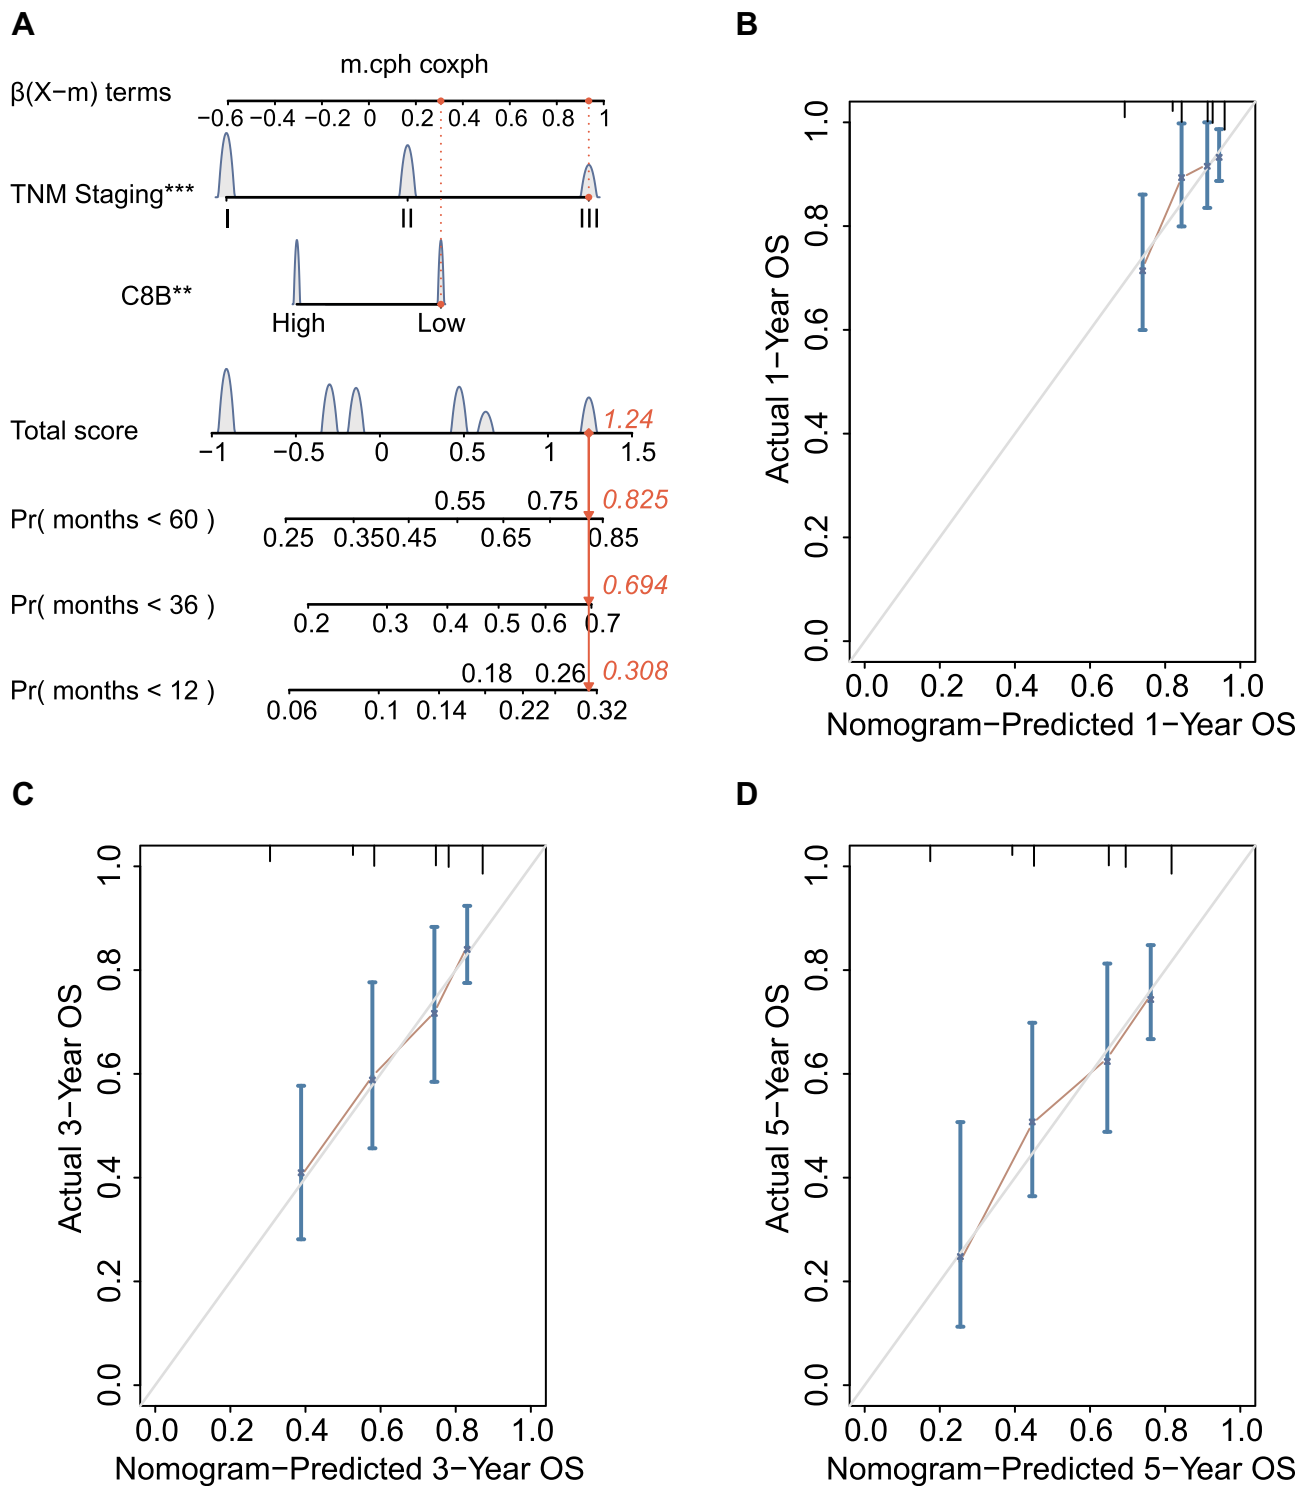 A
m.cph coxph
β(X−m) terms
−0.6 −0.4 −0.2 0 0.2 0.4 0.6 0.8 1
TNM Staging***
I II III
C8B**
High Low
Total score
1.24
−1 −0.5 0 0.5 1 1.5
Pr( months < 60 )
0.55 0.75 0.825
0.25 0.35 0.45 0.65 0.85
Pr( months < 36 )
0.694
0.2 0.3 0.4 0.5 0.6 0.7
Pr( months < 12 )
0.18 0.26 0.308
0.06 0.1 0.14 0.22 0.32
B
Actual 1−Year OS
1.0
0.8
0.6
0.4
0.2
0.0
0.0 0.2 0.4 0.6 0.8 1.0
Nomogram−Predicted 1−Year OS
C
Actual 3−Year OS
1.0
0.8
0.6
0.4
0.2
0.0
0.0 0.2 0.4 0.6 0.8 1.0
Nomogram−Predicted 3−Year OS
D
Actual 5−Year OS
1.0
0.8
0.6
0.4
0.2
0.0
0.0 0.2 0.4 0.6 0.8 1.0
Nomogram−Predicted 5−Year OS